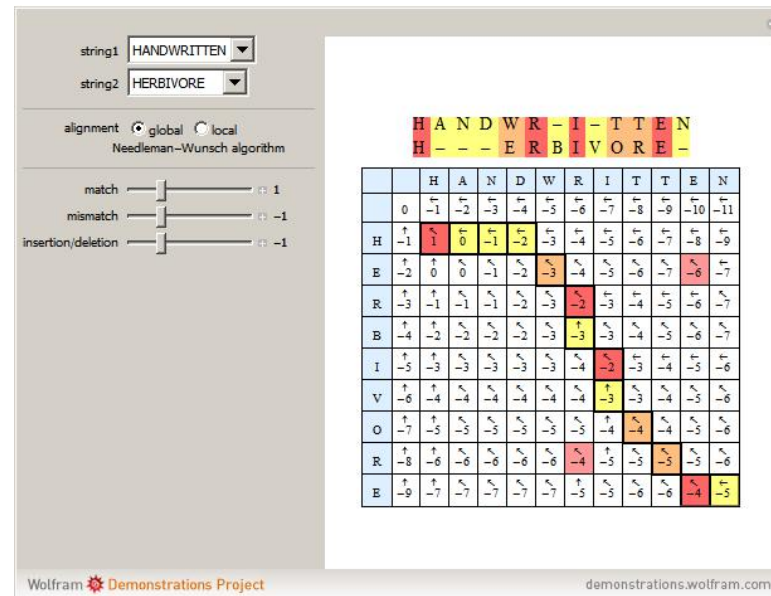 string1 HANDWRITTEN
string2 HERBIVORE
alignment global local
Needleman-Wunsch algorithm
match 1
mismatch -1
insertion/deletion -1
H A N D W R - I - T T E N
H - - - E R B I V O R E -
H A N D W R I T T E N
0 ←-1 ←-2 ←-3 ←-4 ←-5 ←-6 ←-7 ←-8 ←-9 ←-10 ←-11
H ↑-1 ↖1 ←0 ←-1 ←-2 ←-3 ←-4 ←-5 ←-6 ←-7 ←-8 ←-9
E ↑-2 ↑0 ↖0 ↖-1 ↖-2 ↖-3 ↖-4 ↖-5 ↖-6 ↖-7 ↖-6 ←-7
R ↑-3 ↑-1 ↖-1 ↖-1 ↖-2 ↖-3 ↖-2 ←-3 ←-4 ←-5 ←-6 ↖-7
B ↑-4 ↑-2 ↖-2 ↖-2 ↖-2 ↖-3 ↑-3 ↖-3 ↖-4 ↖-5 ↖-6 ↖-7
I ↑-5 ↑-3 ↖-3 ↖-3 ↖-3 ↖-3 ↖-4 ↖-2 ←-3 ←-4 ←-5 ←-6
V ↑-6 ↑-4 ↖-4 ↖-4 ↖-4 ↖-4 ↖-4 ↑-3 ↖-3 ↖-4 ↖-5 ↖-6
O ↑-7 ↑-5 ↖-5 ↖-5 ↖-5 ↖-5 ↖-5 ↑-4 ↖-4 ↖-4 ↖-5 ↖-6
R ↑-8 ↑-6 ↖-6 ↖-6 ↖-6 ↖-6 ↖-4 ↑-5 ↖-5 ↖-5 ↖-5 ↖-6
E ↑-9 ↑-7 ↖-7 ↖-7 ↖-7 ↖-7 ↑-5 ↖-5 ↖-6 ↖-6 ↖-4 ←-5
Wolfram Demonstrations Project demonstrations.wolfram.com